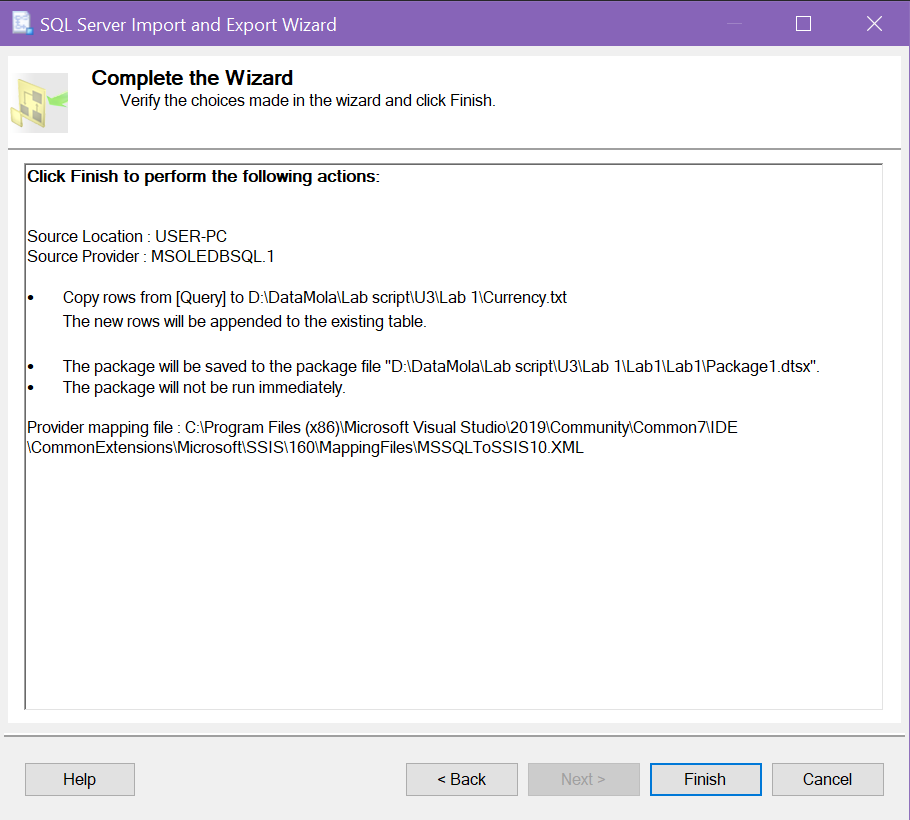 SQL Server Import and Export Wizard
Complete the Wizard
Verify the choices made in the wizard and click Finish.
Click Finish to perform the following actions:
Source Location : USER-PC
Source Provider : MSOLEDBSQL.1
• Copy rows from [Query] to D:\DataMola\Lab script\U3\Lab 1\Currency.txt
The new rows will be appended to the existing table.
• The package will be saved to the package file "D:\DataMola\Lab script\U3\Lab 1\Lab1\Lab1\Package1.dtsx".
• The package will not be run immediately.
Provider mapping file : C:\Program Files (x86)\Microsoft Visual Studio\2019\Community\Common7\IDE
\CommonExtensions\Microsoft\SSIS\160\MappingFiles\MSSQLToSSIS10.XML
Help
< Back
Next >
Finish
Cancel